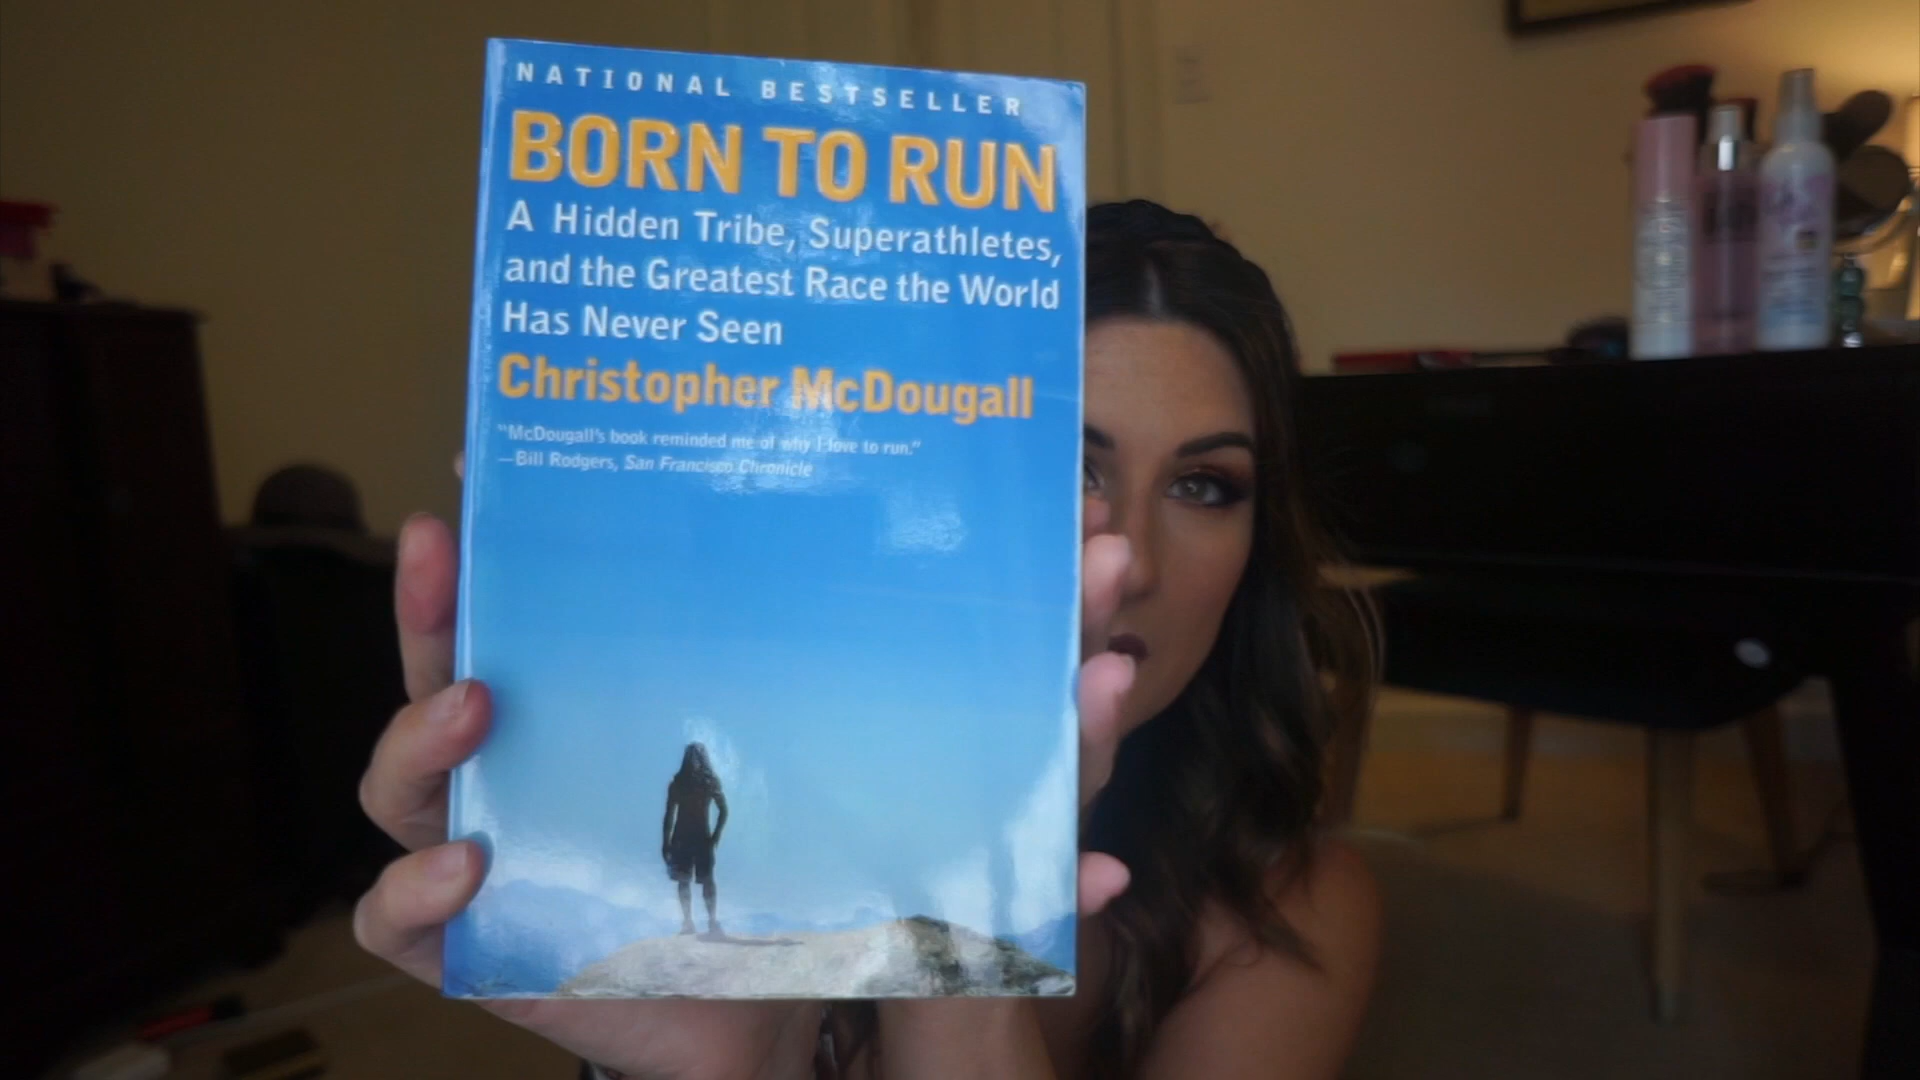 NATIONAL BESTSELLER
BORN TO RUN
A Hidden Tribe, Superathletes,
and the Greatest Race the World
Has Never Seen
Christopher McDougall
"McDougall's book reminded me of why I love to run."
—Bill Rodgers, San Francisco Chronicle